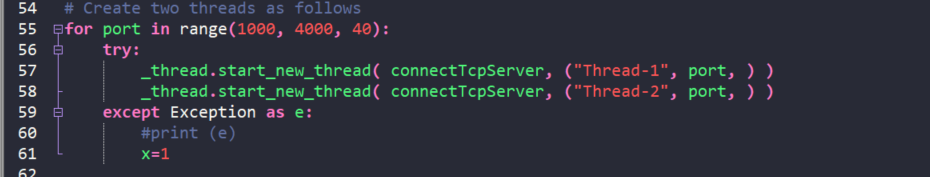 54 # Create two threads as follows
55 for port in range(1000, 4000, 40):
56 try:
57 _thread.start_new_thread( connectTcpServer, ("Thread-1", port, ) )
58 _thread.start_new_thread( connectTcpServer, ("Thread-2", port, ) )
59 except Exception as e:
60 #print (e)
61 x=1
62